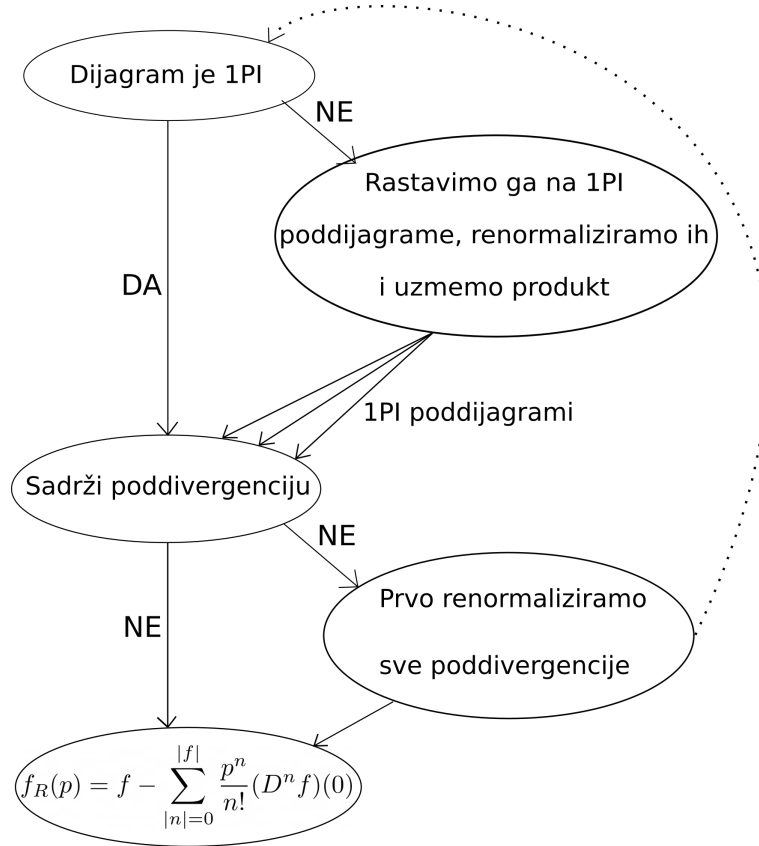 Dijagram je 1PI
NE
Rastavimo ga na 1PI
poddijagrame, renormaliziramo ih
i uzmemo produkt
DA
1PI poddijagrami
Sadrži poddivergenciju
NE
Prvo renormaliziramo
sve poddivergencije
NE
f_R(p) = f − \sum_{|n|=0}^{|f|} \frac{p^n}{n!} (D^n f)(0)